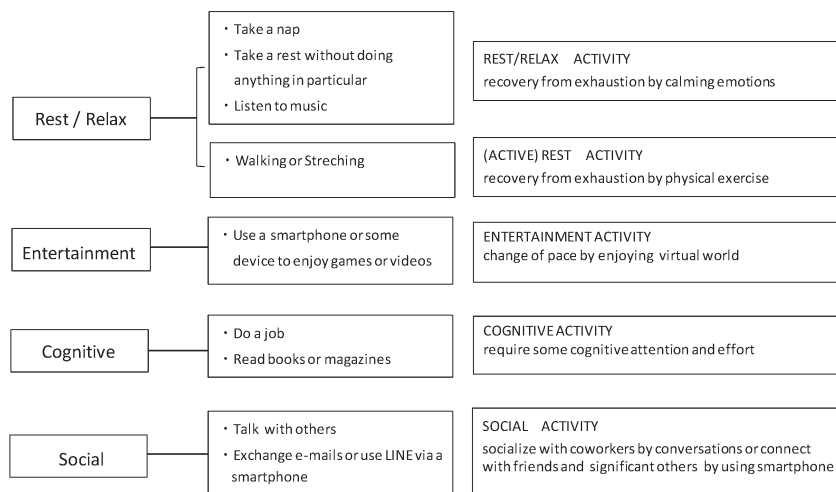 Rest / Relax
・Take a nap
・Take a rest without doing
anything in particular
・Listen to music
REST/RELAX ACTIVITY
recovery from exhaustion by calming emotions
・Walking or Streching
(ACTIVE) REST ACTIVITY
recovery from exhaustion by physical exercise
Entertainment
・Use a smartphone or some
device to enjoy games or videos
ENTERTAINMENT ACTIVITY
change of pace by enjoying virtual world
Cognitive
・Do a job
・Read books or magazines
COGNITIVE ACTIVITY
require some cognitive attention and effort
Social
・Talk with others
・Exchange e-mails or use LINE via a
smartphone
SOCIAL ACTIVITY
socialize with coworkers by conversations or connect
with friends and significant others by using smartphone